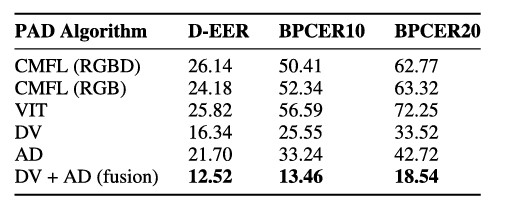 PAD Algorithm D-EER BPCER10 BPCER20
CMFL (RGBD) 26.14 50.41 62.77
CMFL (RGB) 24.18 52.34 63.32
VIT 25.82 56.59 72.25
DV 16.34 25.55 33.52
AD 21.70 33.24 42.72
DV + AD (fusion) 12.52 13.46 18.54